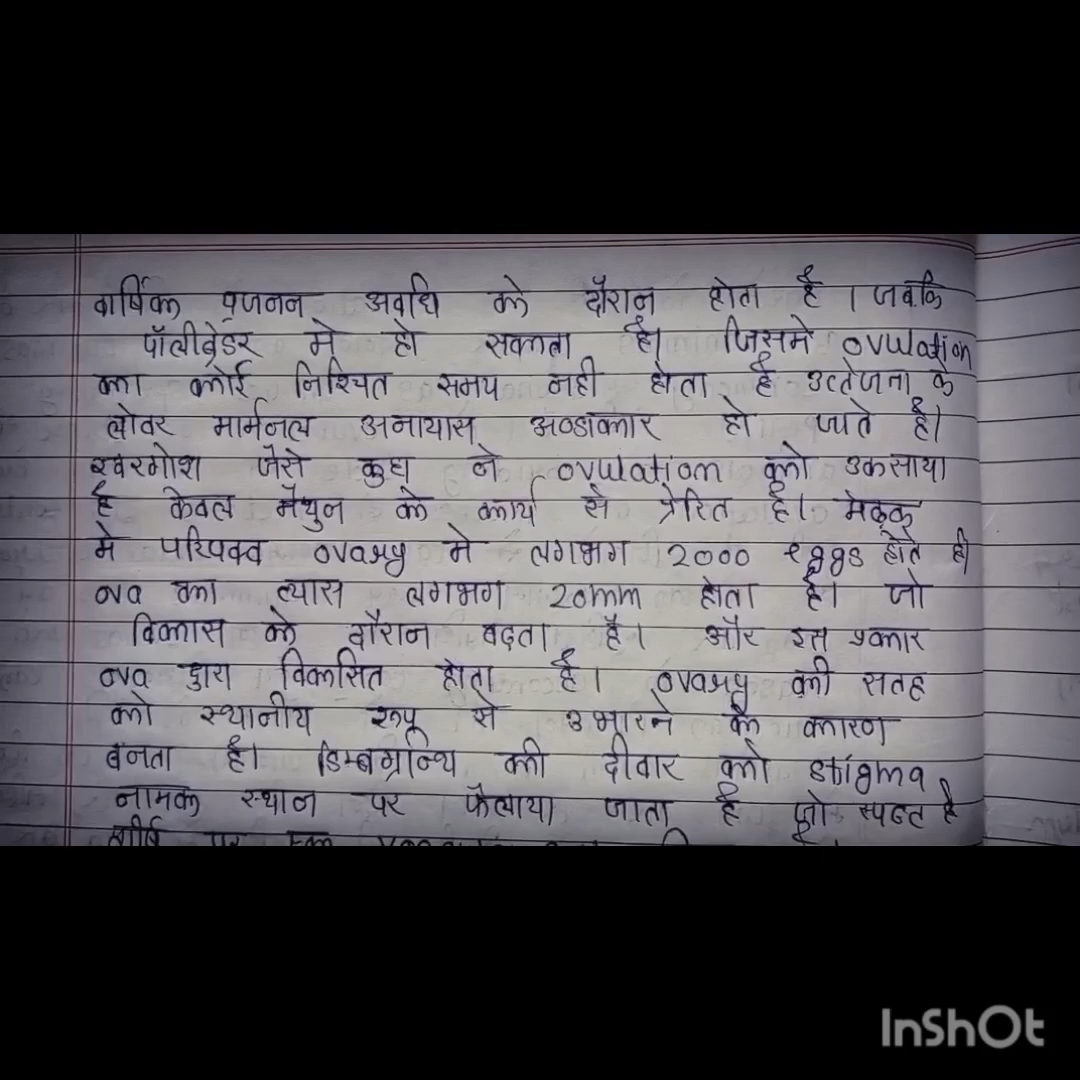 वार्षिक प्रजनन अवधि के दौरान होता है । जबकि
पॉलीब्रेडर मे हो सकता है। जिसमे ovulation
का कोई निश्चित समय नही होता है उत्तेजना के
लोवर मार्मनल्य अनायास अण्डाकार हो जाते है।
खरगोश जैसे कुछ ने ovulation को उकसाया
है केवल मैथुन के कार्य से प्रेरित है। मेढ़क
मे परिपक्व ovary मे लगभग 2000 eggs होते है
ova का व्यास लगभग 20mm होता है। जो
विकास के दौरान बढ़ता है। और इस प्रकार
ova द्वारा विकसित होता है। ovary की सतह
को स्थानीय रूप से उभारने के कारण
बनता है। डिम्बग्रन्थि की दीवार को stigma
नामक स्थान पर फैलाया जाता है जो स्पष्ट है
InShOt